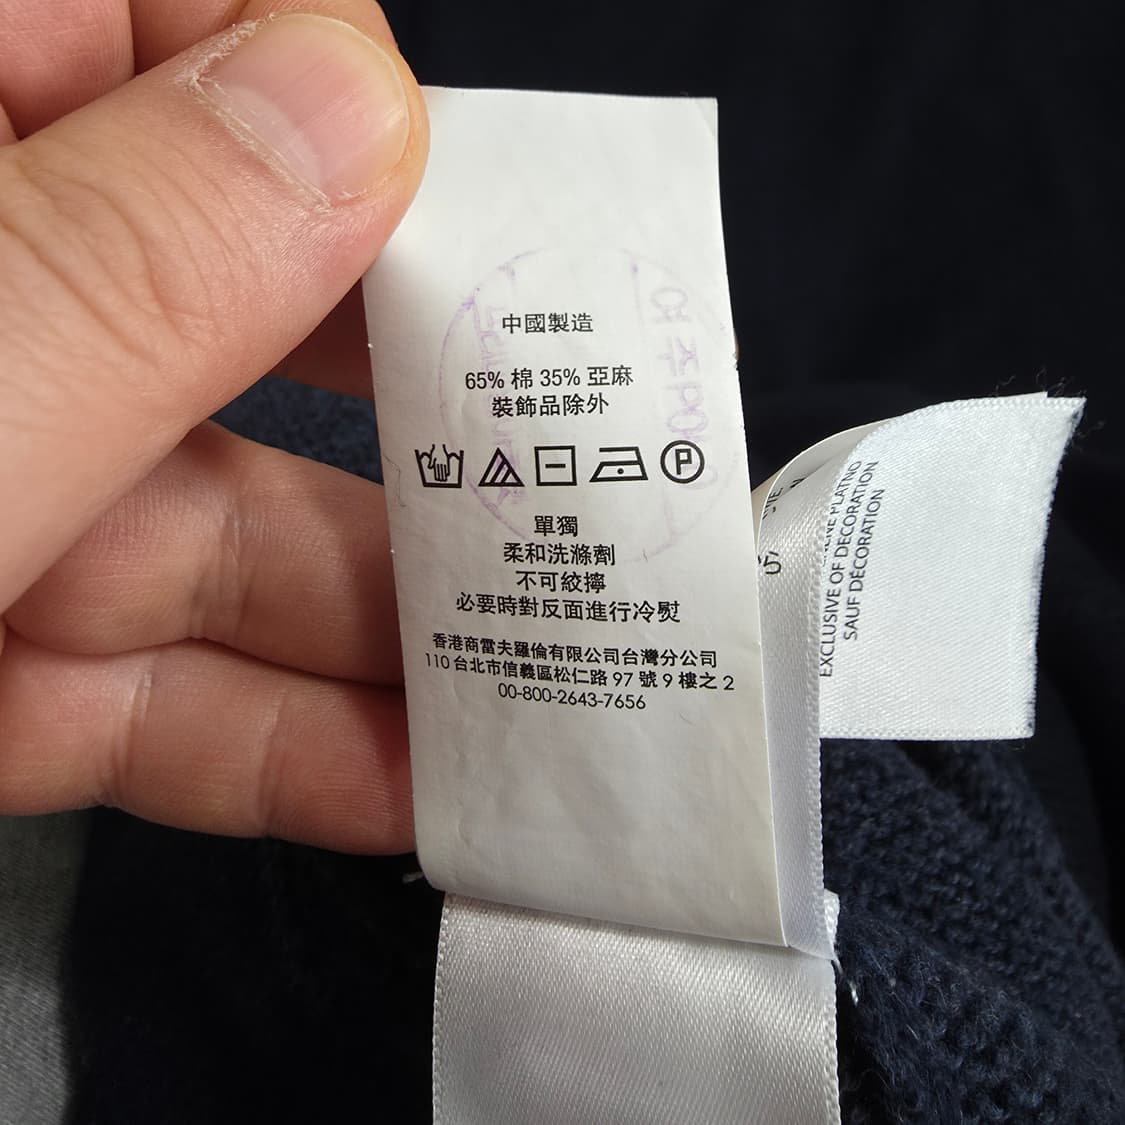 中國製造
65% 棉 35% 亞麻
裝飾品除外
P
單獨
柔和洗滌劑
不可絞擰
必要時對反面進行冷熨
香港商雷夫羅倫有限公司台灣分公司
110 台北市信義區松仁路 97 號 9 樓之 2
00-800-2643-7656
EXCLUSIVE OF DECORATION
SAUF DÉCORATION